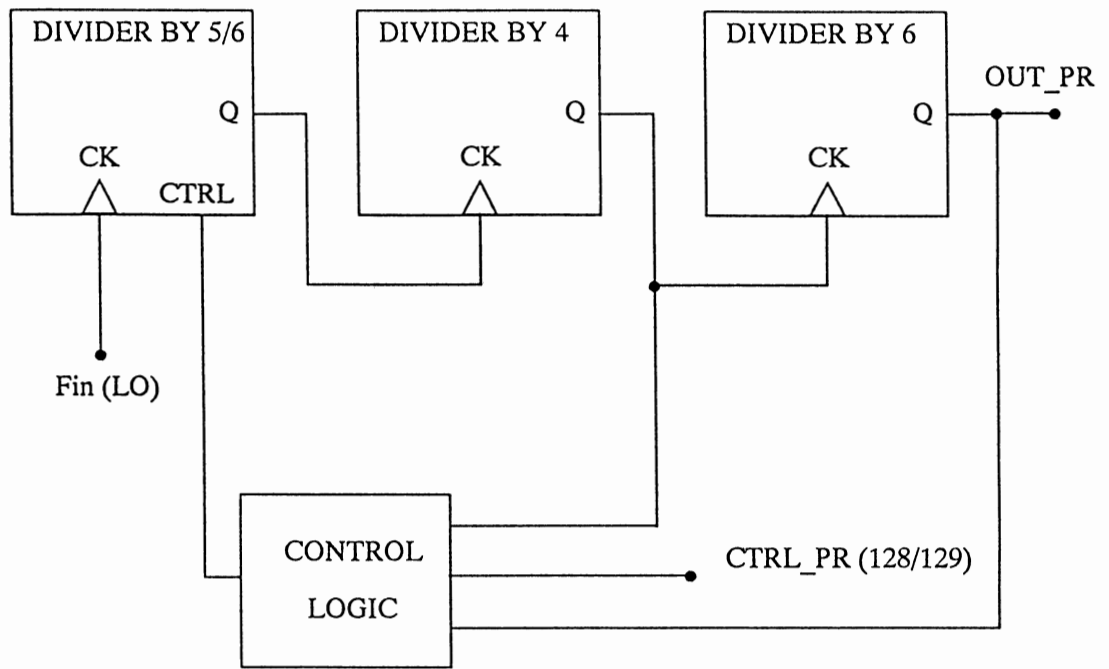 DIVIDER BY 5/6
Q
CK
CTRL
DIVIDER BY 4
Q
CK
DIVIDER BY 6
Q
CK
OUT_PR
Fin (LO)
CONTROL
LOGIC
CTRL_PR (128/129)